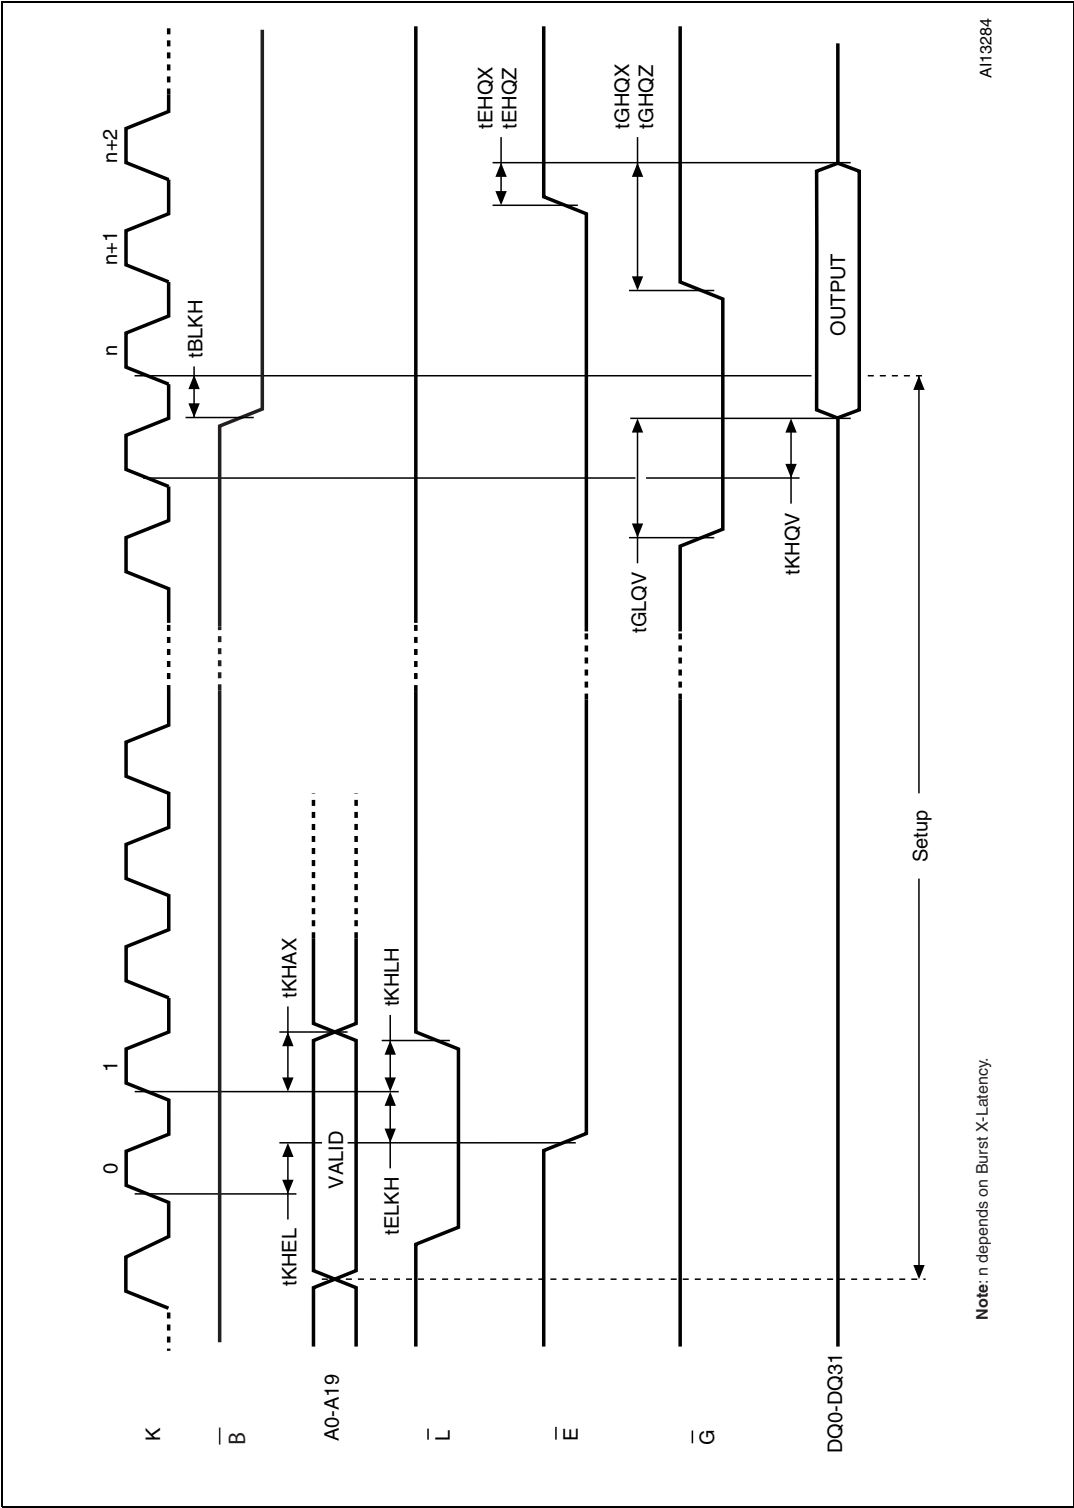 0
1
n
n+1
n+2
K
tBLKH
B
tKHEL
tKHAX
A0-A19
VALID
tELKH
tKHLH
L
tEHQX
tEHQZ
E
tGLQV
tGHQX
tGHQZ
G
tKHQV
DQ0-DQ31
OUTPUT
Setup
Note: n depends on Burst X-Latency.
AI13284